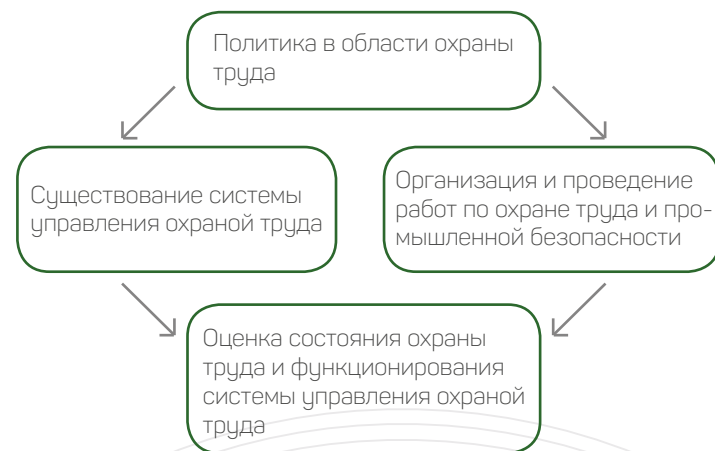 Политика в области охраны
труда
Существование системы
управления охраной труда
Организация и проведение
работ по охране труда и про-
мышленной безопасности
Оценка состояния охраны
труда и функционирования
системы управления охраной
труда